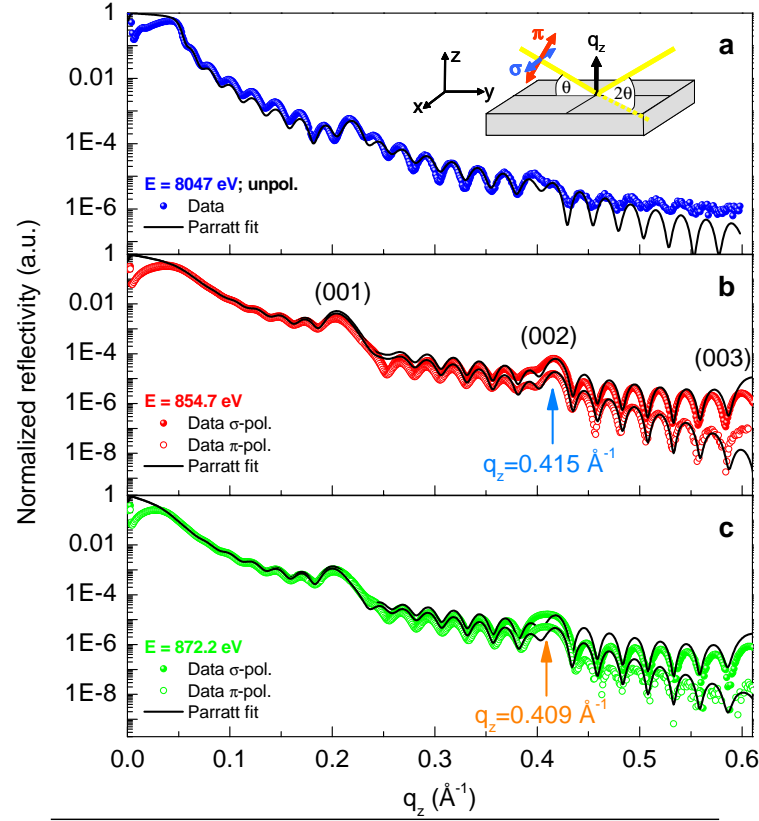 Normalized reflectivity (a.u.)
1
0.01
1E-4
1E-6
a
z
y
x
π
σ
q_z
θ
2θ
E = 8047 eV; unpol.
Data
Parratt fit
1
0.01
1E-4
1E-6
1E-8
b
(001)
(002)
(003)
E = 854.7 eV
Data σ-pol.
Data π-pol.
Parratt fit
q_z=0.415 Å⁻¹
1
0.01
1E-4
1E-6
1E-8
c
E = 872.2 eV
Data σ-pol.
Data π-pol.
Parratt fit
q_z=0.409 Å⁻¹
0.0 0.1 0.2 0.3 0.4 0.5 0.6
q_z (Å⁻¹)